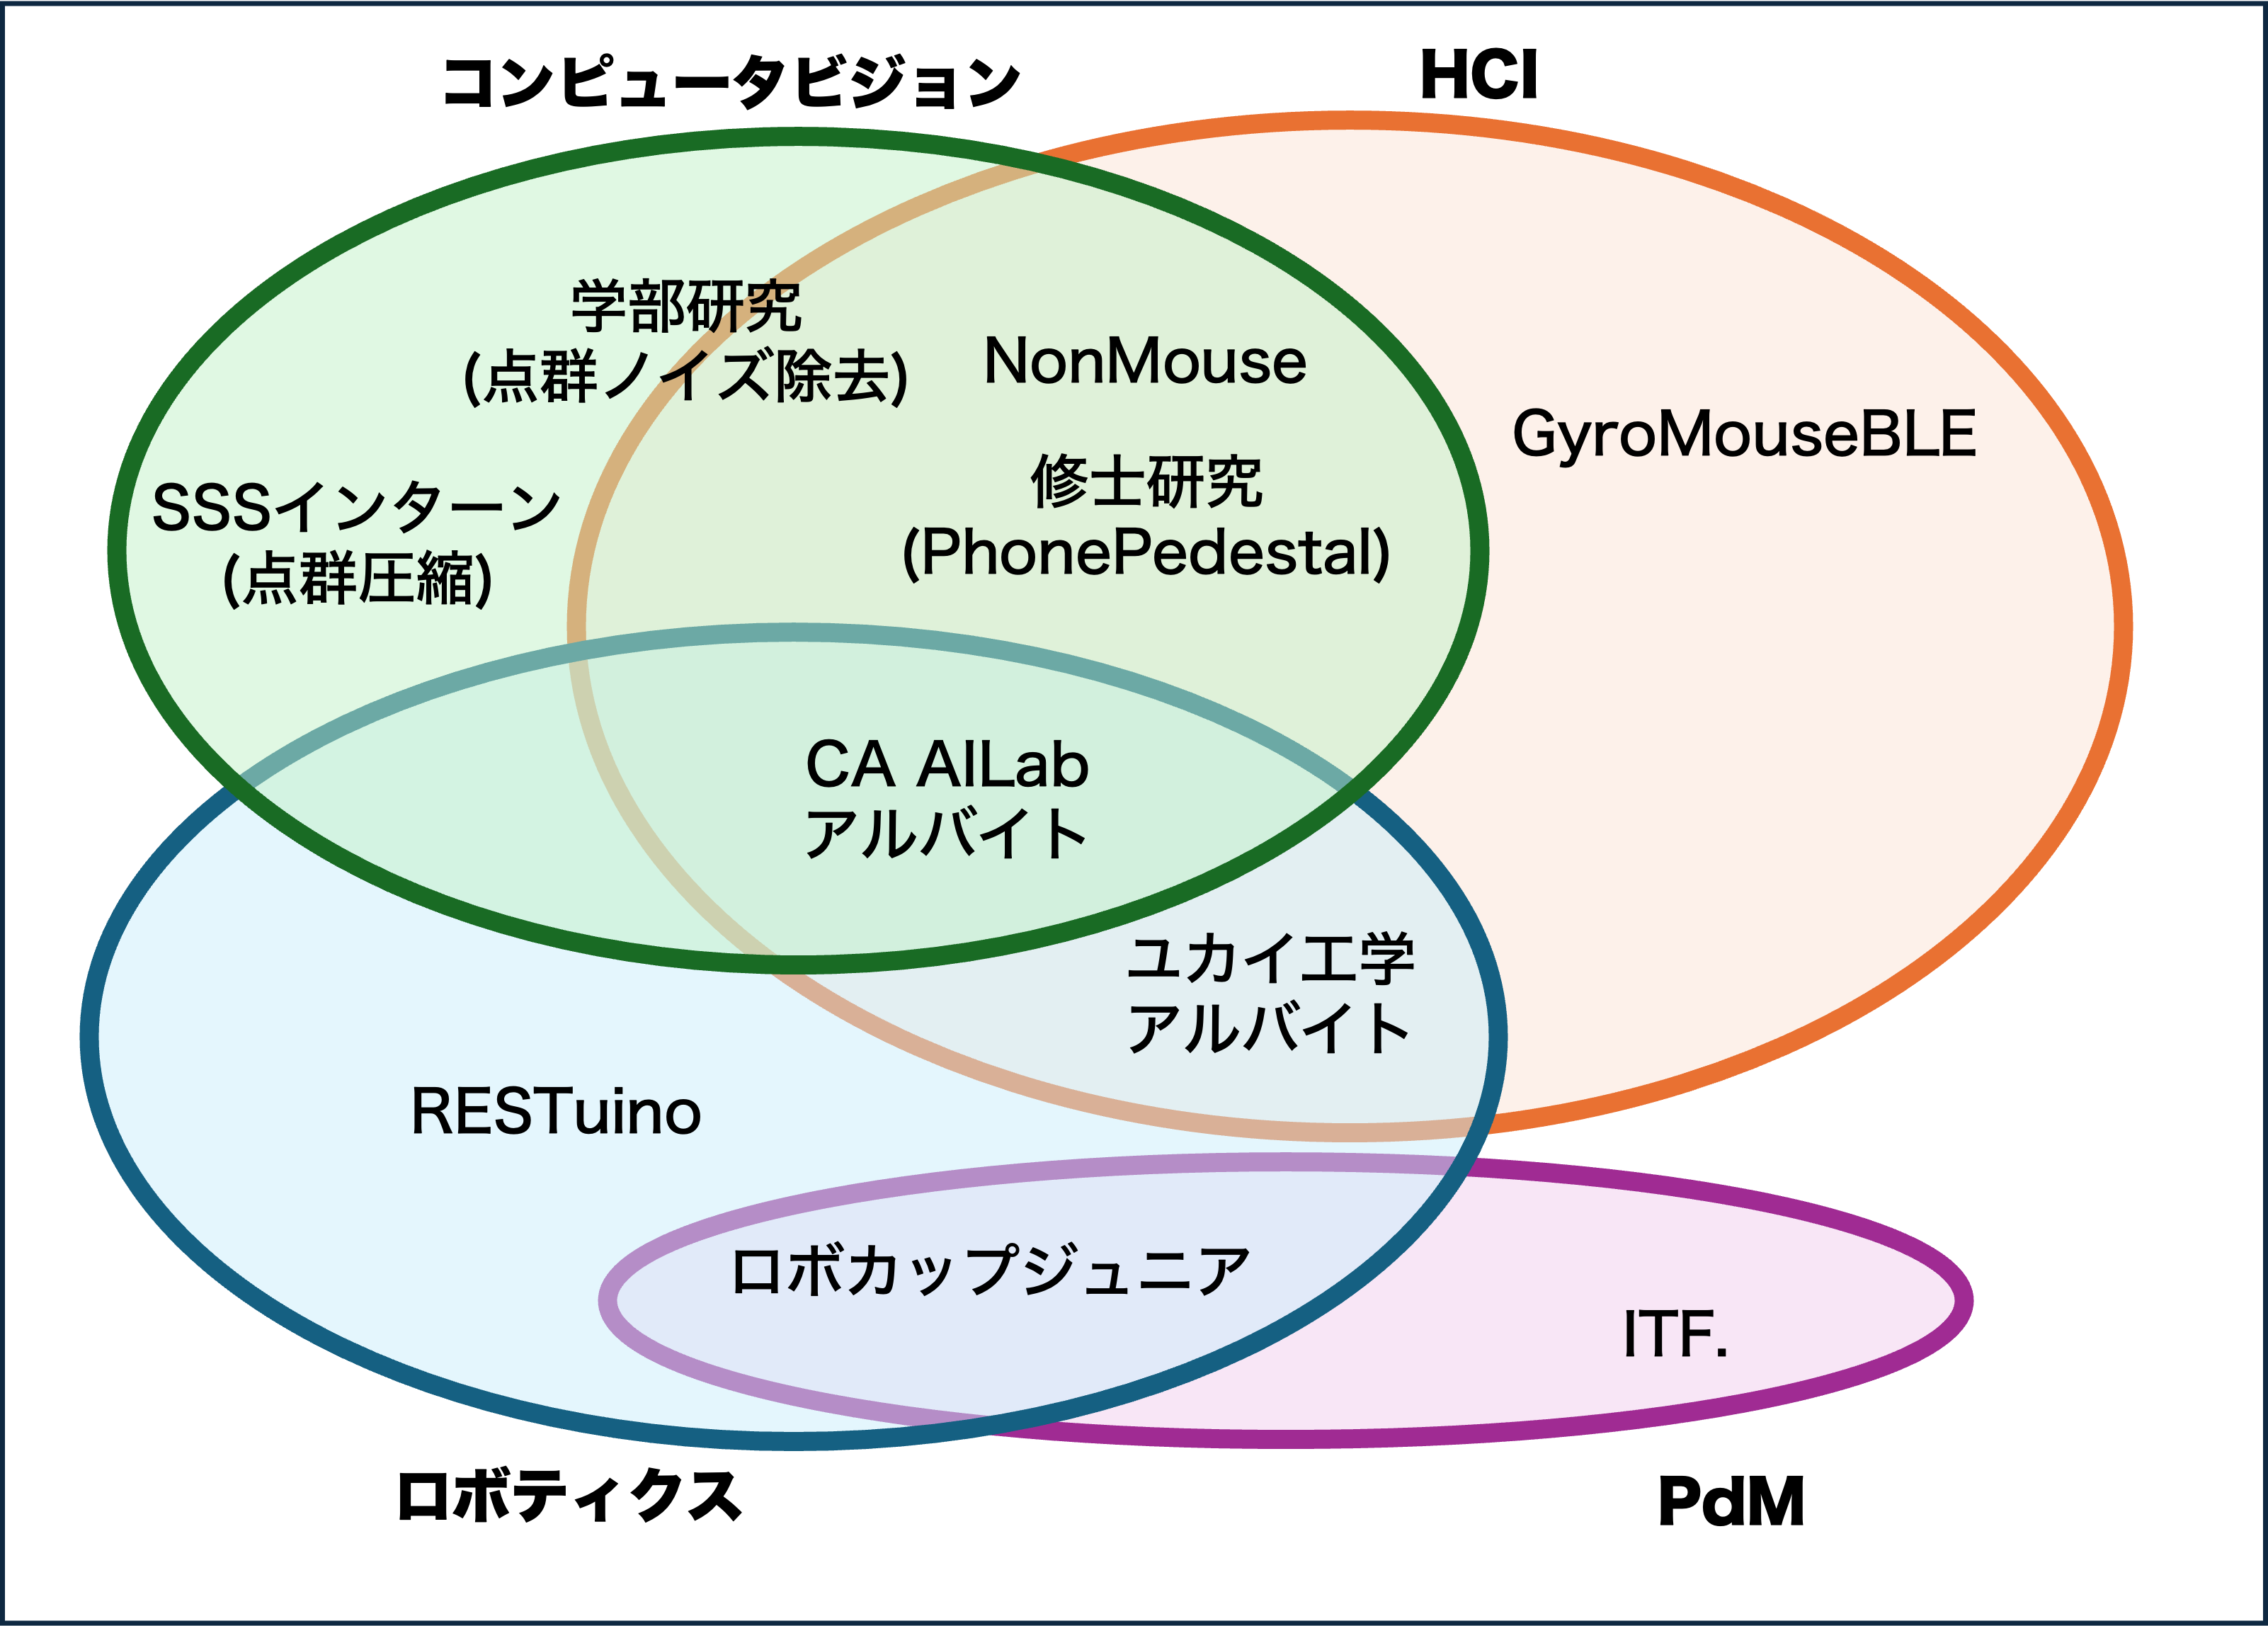 コンピュータビジョン
HCI
学部研究
(点群ノイズ除去)
NonMouse
GyroMouseBLE
SSSインターン
(点群圧縮)
修士研究
(PhonePedestal)
CA AILab
アルバイト
ユカイ工学
アルバイト
RESTuino
ロボカップジュニア
ITF.
ロボティクス
PdM